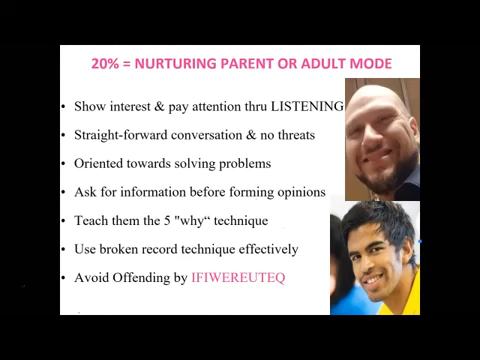 20% = NURTURING PARENT OR ADULT MODE
• Show interest & pay attention thru LISTENING
• Straight-forward conversation & no threats
• Oriented towards solving problems
• Ask for information before forming opinions
• Teach them the 5 "why“ technique
• Use broken record technique effectively
• Avoid Offending by IFIWEREUTEQ